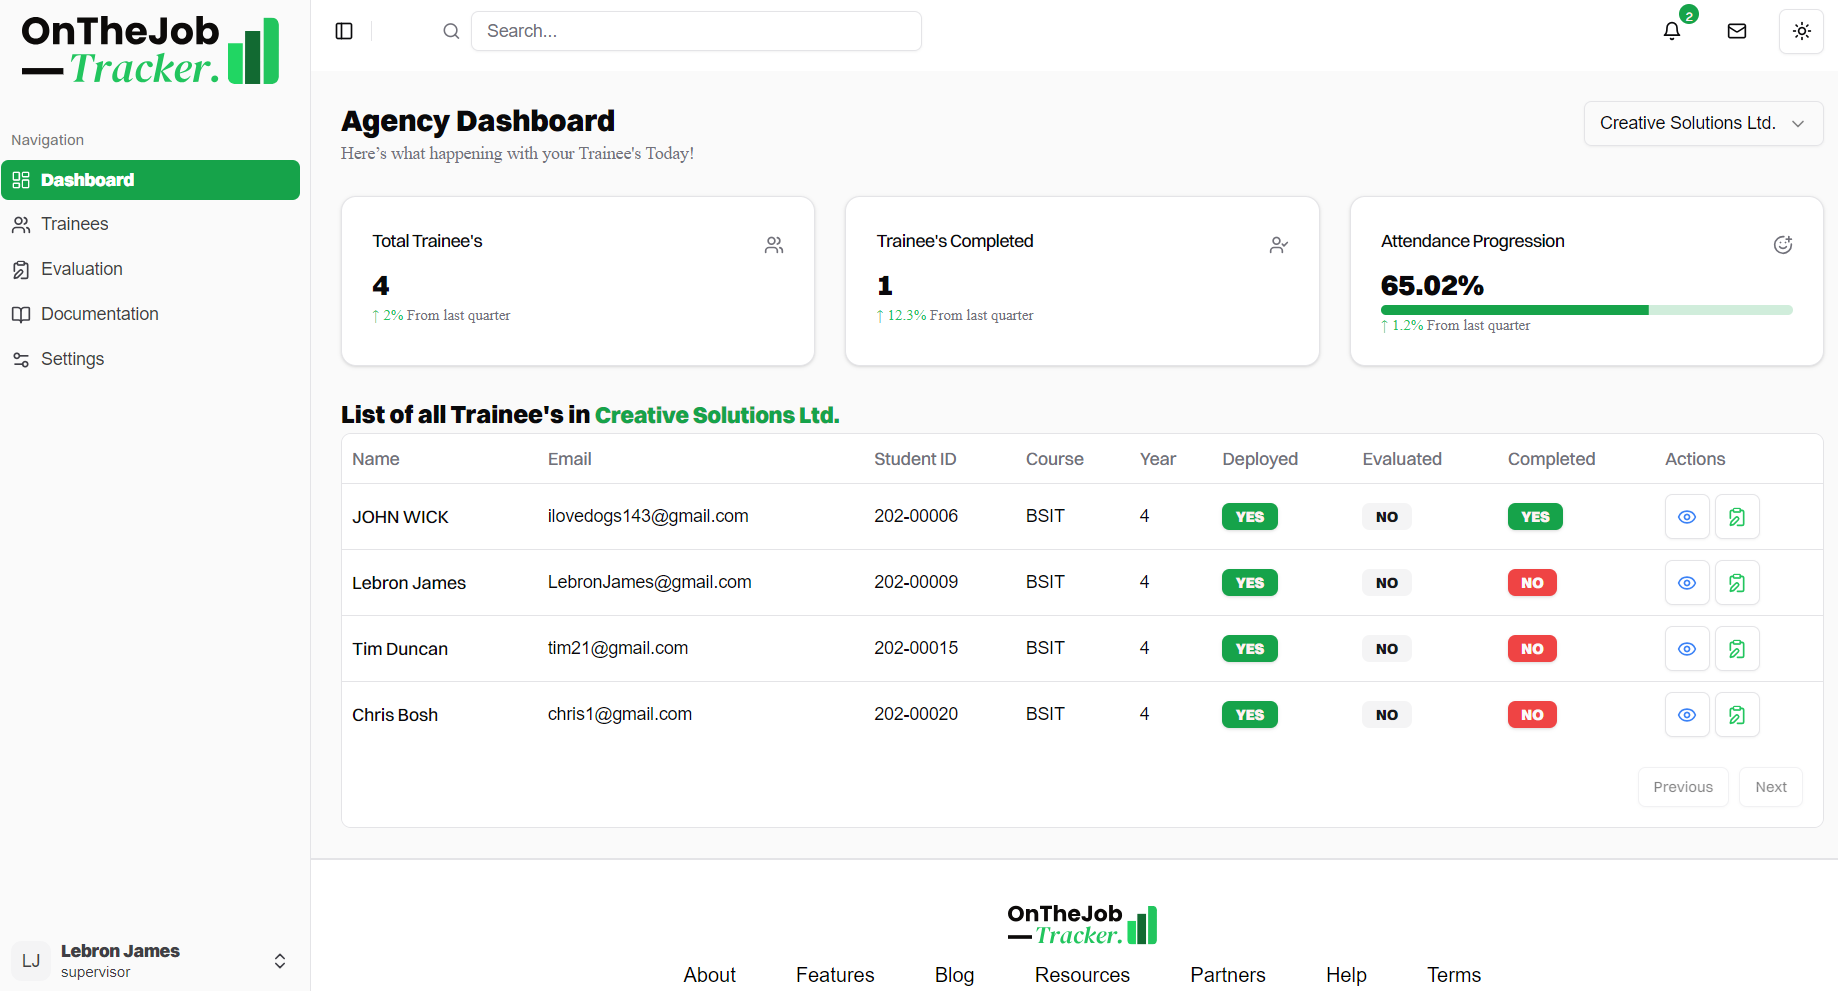 OnTheJob
Tracker.
Navigation
Dashboard
Trainees
Evaluation
Documentation
Settings
LJ
Lebron James
supervisor
Search...
2
Agency Dashboard
Here's what happening with your Trainee's Today!
Creative Solutions Ltd.
Total Trainee's
4
↑ 2% From last quarter
Trainee's Completed
1
↑ 12.3% From last quarter
Attendance Progression
65.02%
↑ 1.2% From last quarter
List of all Trainee's in Creative Solutions Ltd.
Name Email Student ID Course Year Deployed Evaluated Completed Actions
JOHN WICK ilovedogs143@gmail.com 202-00006 BSIT 4 YES NO YES
Lebron James LebronJames@gmail.com 202-00009 BSIT 4 YES NO NO
Tim Duncan tim21@gmail.com 202-00015 BSIT 4 YES NO NO
Chris Bosh chris1@gmail.com 202-00020 BSIT 4 YES NO NO
Previous Next
OnTheJob
Tracker.
About Features Blog Resources Partners Help Terms